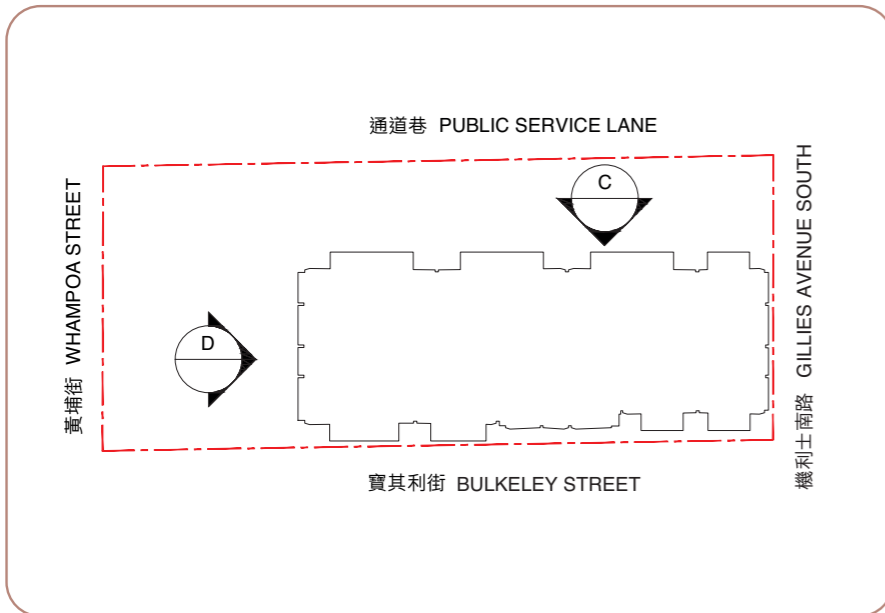 通道巷 PUBLIC SERVICE LANE
C
黃埔街 WHAMPOA STREET
D
機利士南路 GILLIES AVENUE SOUTH
寶其利街 BULKELEY STREET